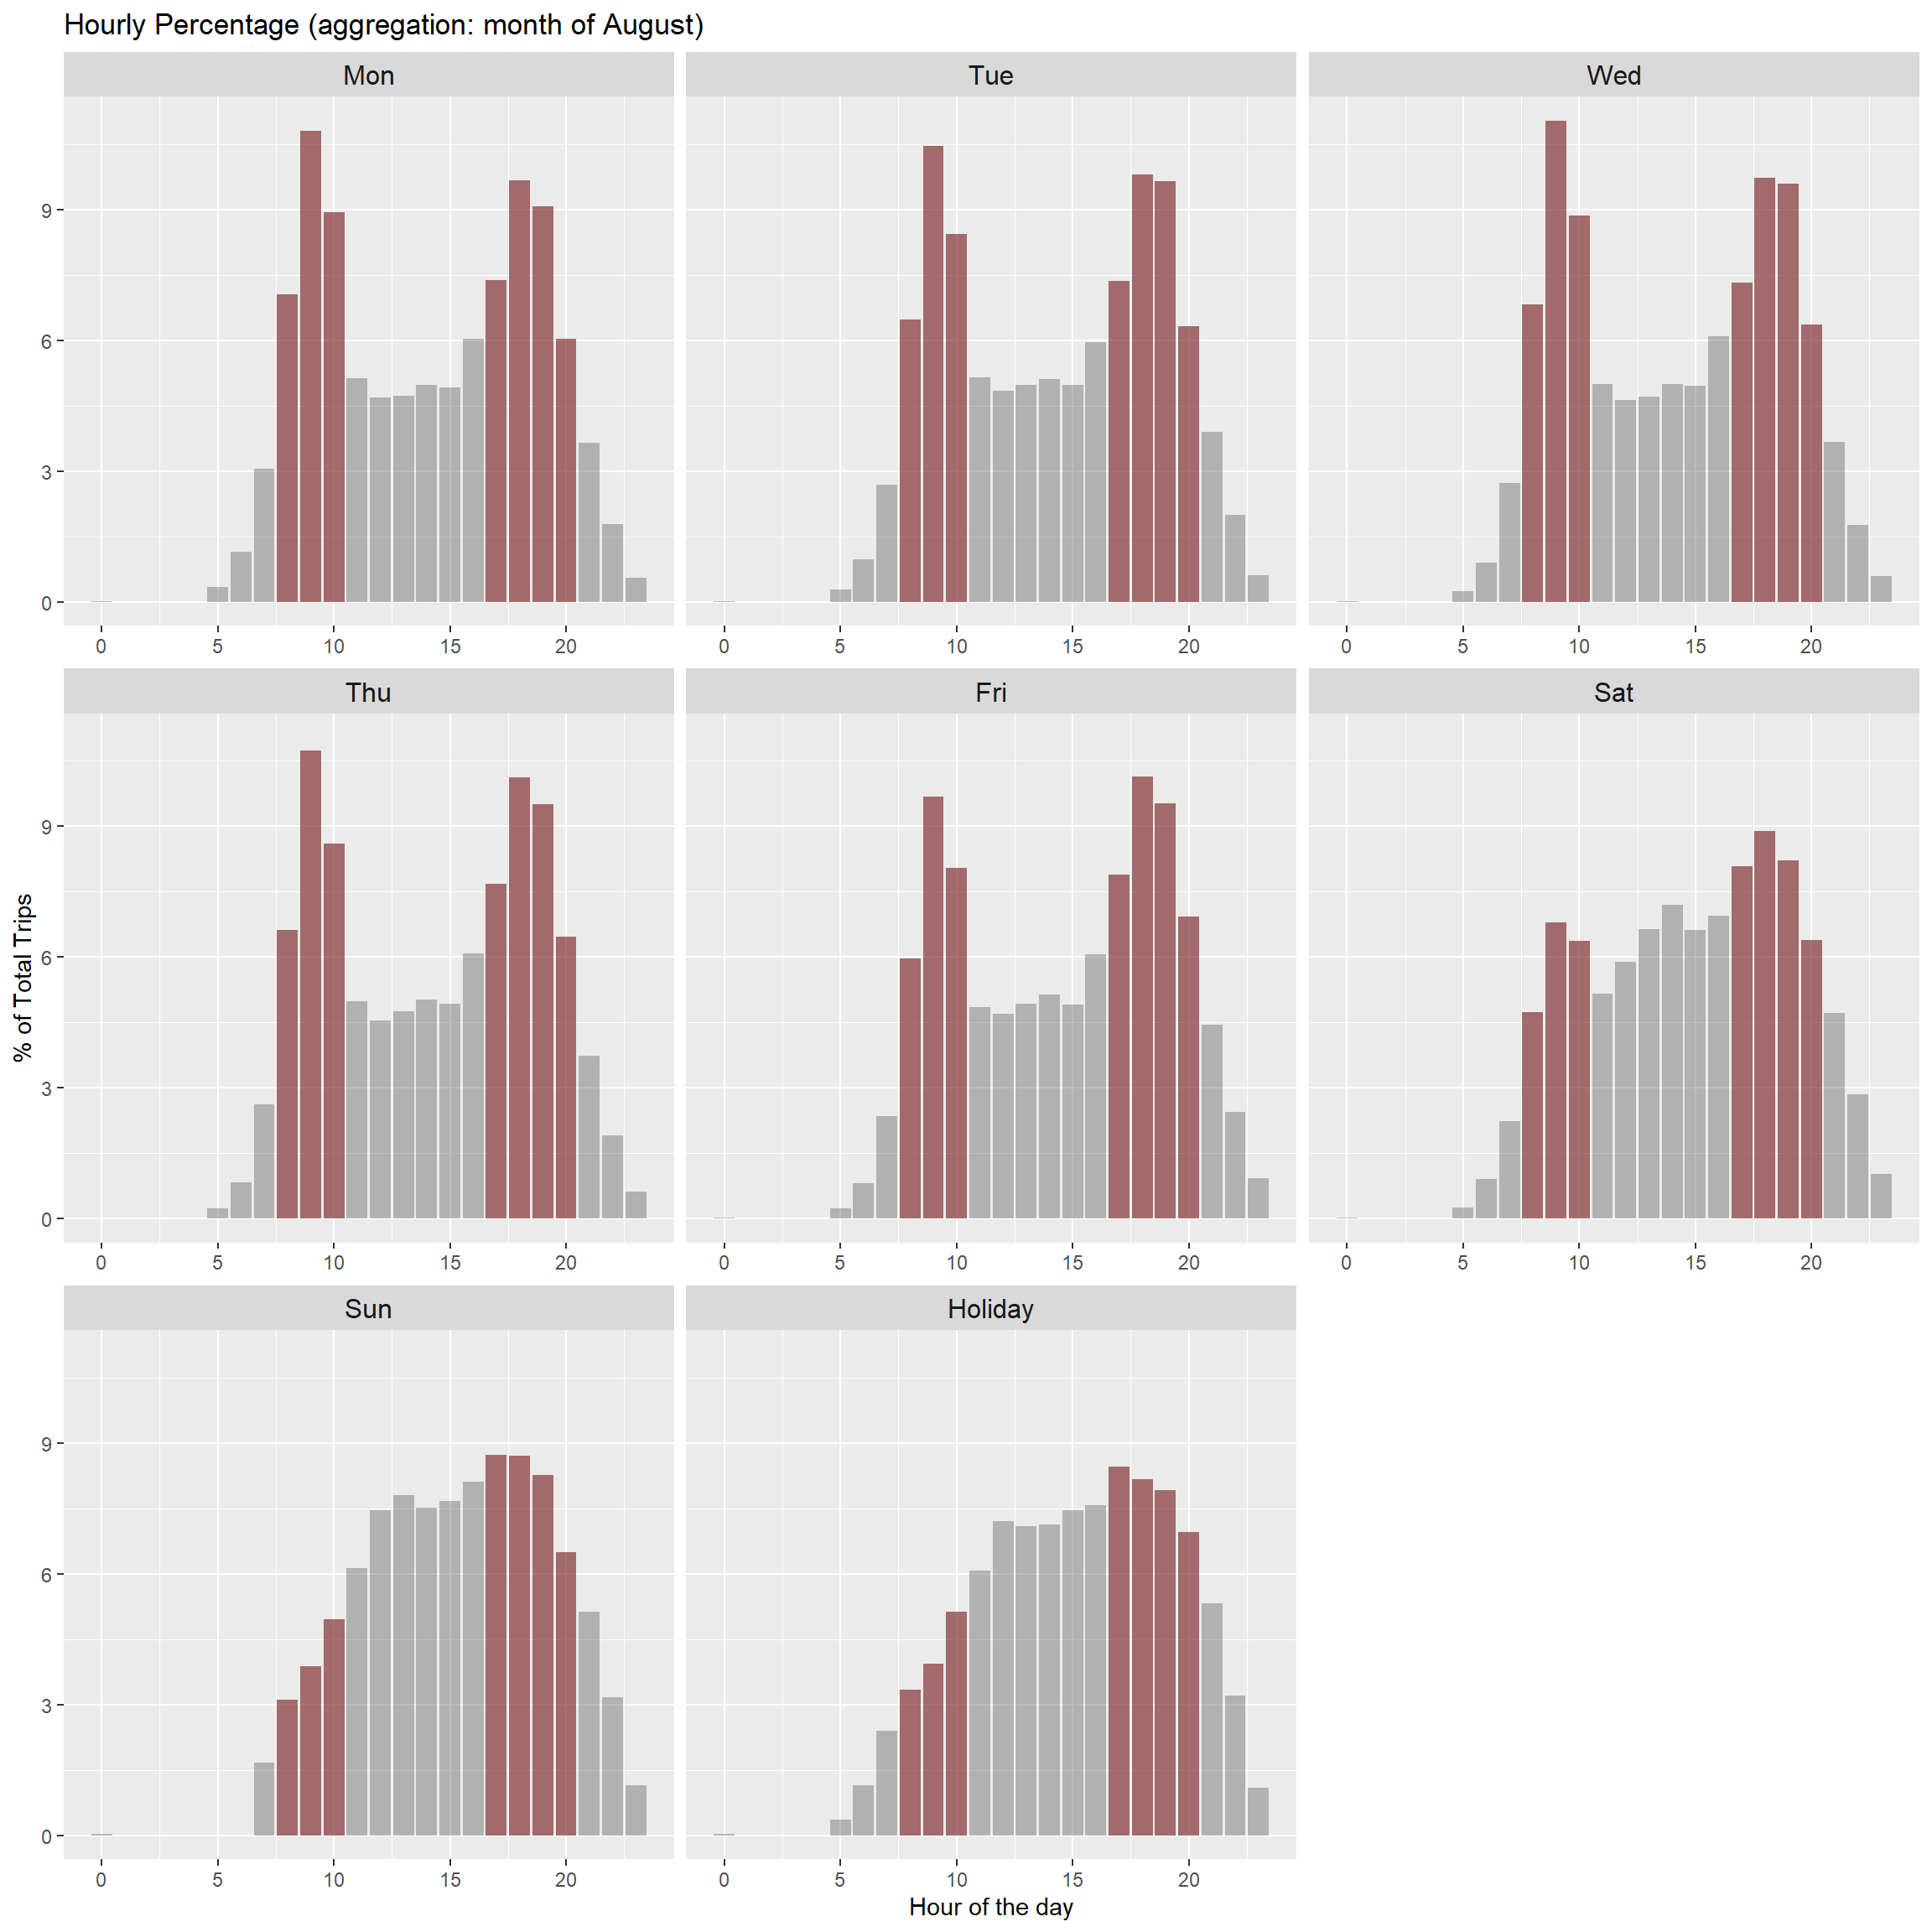 Hourly Percentage (aggregation: month of August)
Mon Tue Wed
9
6
3
0
0 5 10 15 20 0 5 10 15 20 0 5 10 15 20
Thu Fri Sat
9
6
3
0
% of Total Trips
0 5 10 15 20 0 5 10 15 20 0 5 10 15 20
Sun Holiday
9
6
3
0
0 5 10 15 20 0 5 10 15 20
Hour of the day